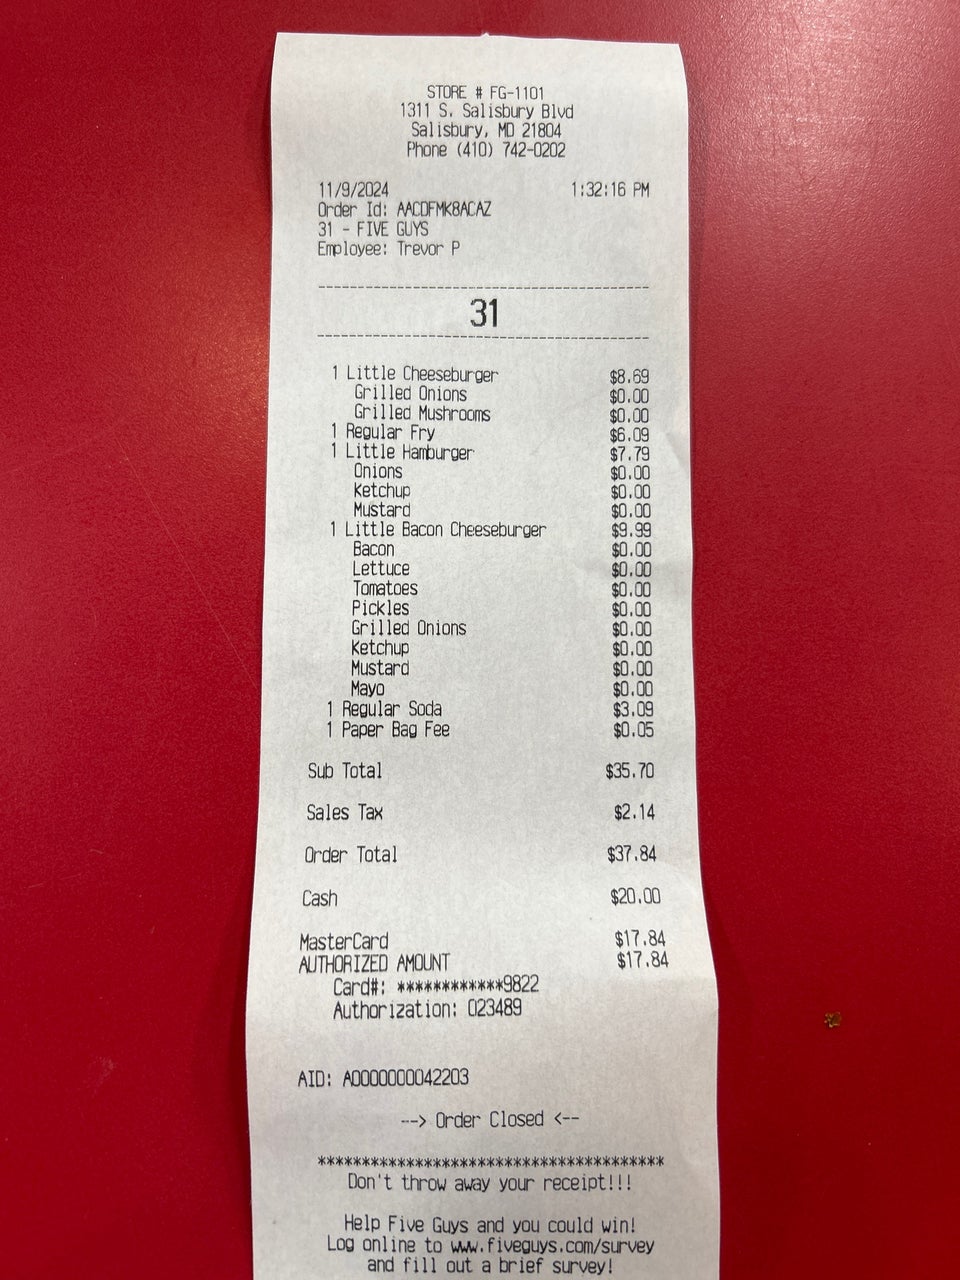 STORE # FG-1101
1311 S. Salisbury Blvd
Salisbury, MD 21804
Phone (410) 742-0202
11/9/2024 1:32:16 PM
Order Id: AACDFMK8ACAZ
31 - FIVE GUYS
Employee: Trevor P
31
1 Little Cheeseburger $8.69
Grilled Onions $0.00
Grilled Mushrooms $0.00
1 Regular Fry $6.09
1 Little Hamburger $7.79
Onions $0.00
Ketchup $0.00
Mustard $0.00
1 Little Bacon Cheeseburger $9.99
Bacon $0.00
Lettuce $0.00
Tomatoes $0.00
Pickles $0.00
Grilled Onions $0.00
Ketchup $0.00
Mustard $0.00
Mayo $0.00
1 Regular Soda $3.09
1 Paper Bag Fee $0.05
Sub Total $35.70
Sales Tax $2.14
Order Total $37.84
Cash $20.00
MasterCard $17.84
AUTHORIZED AMOUNT $17.84
Card#: ************9822
Authorization: 023489
AID: A0000000042203
--> Order Closed <--
***************************************
Don't throw away your receipt!!!
Help Five Guys and you could win!
Log online to www.fiveguys.com/survey
and fill out a brief survey!